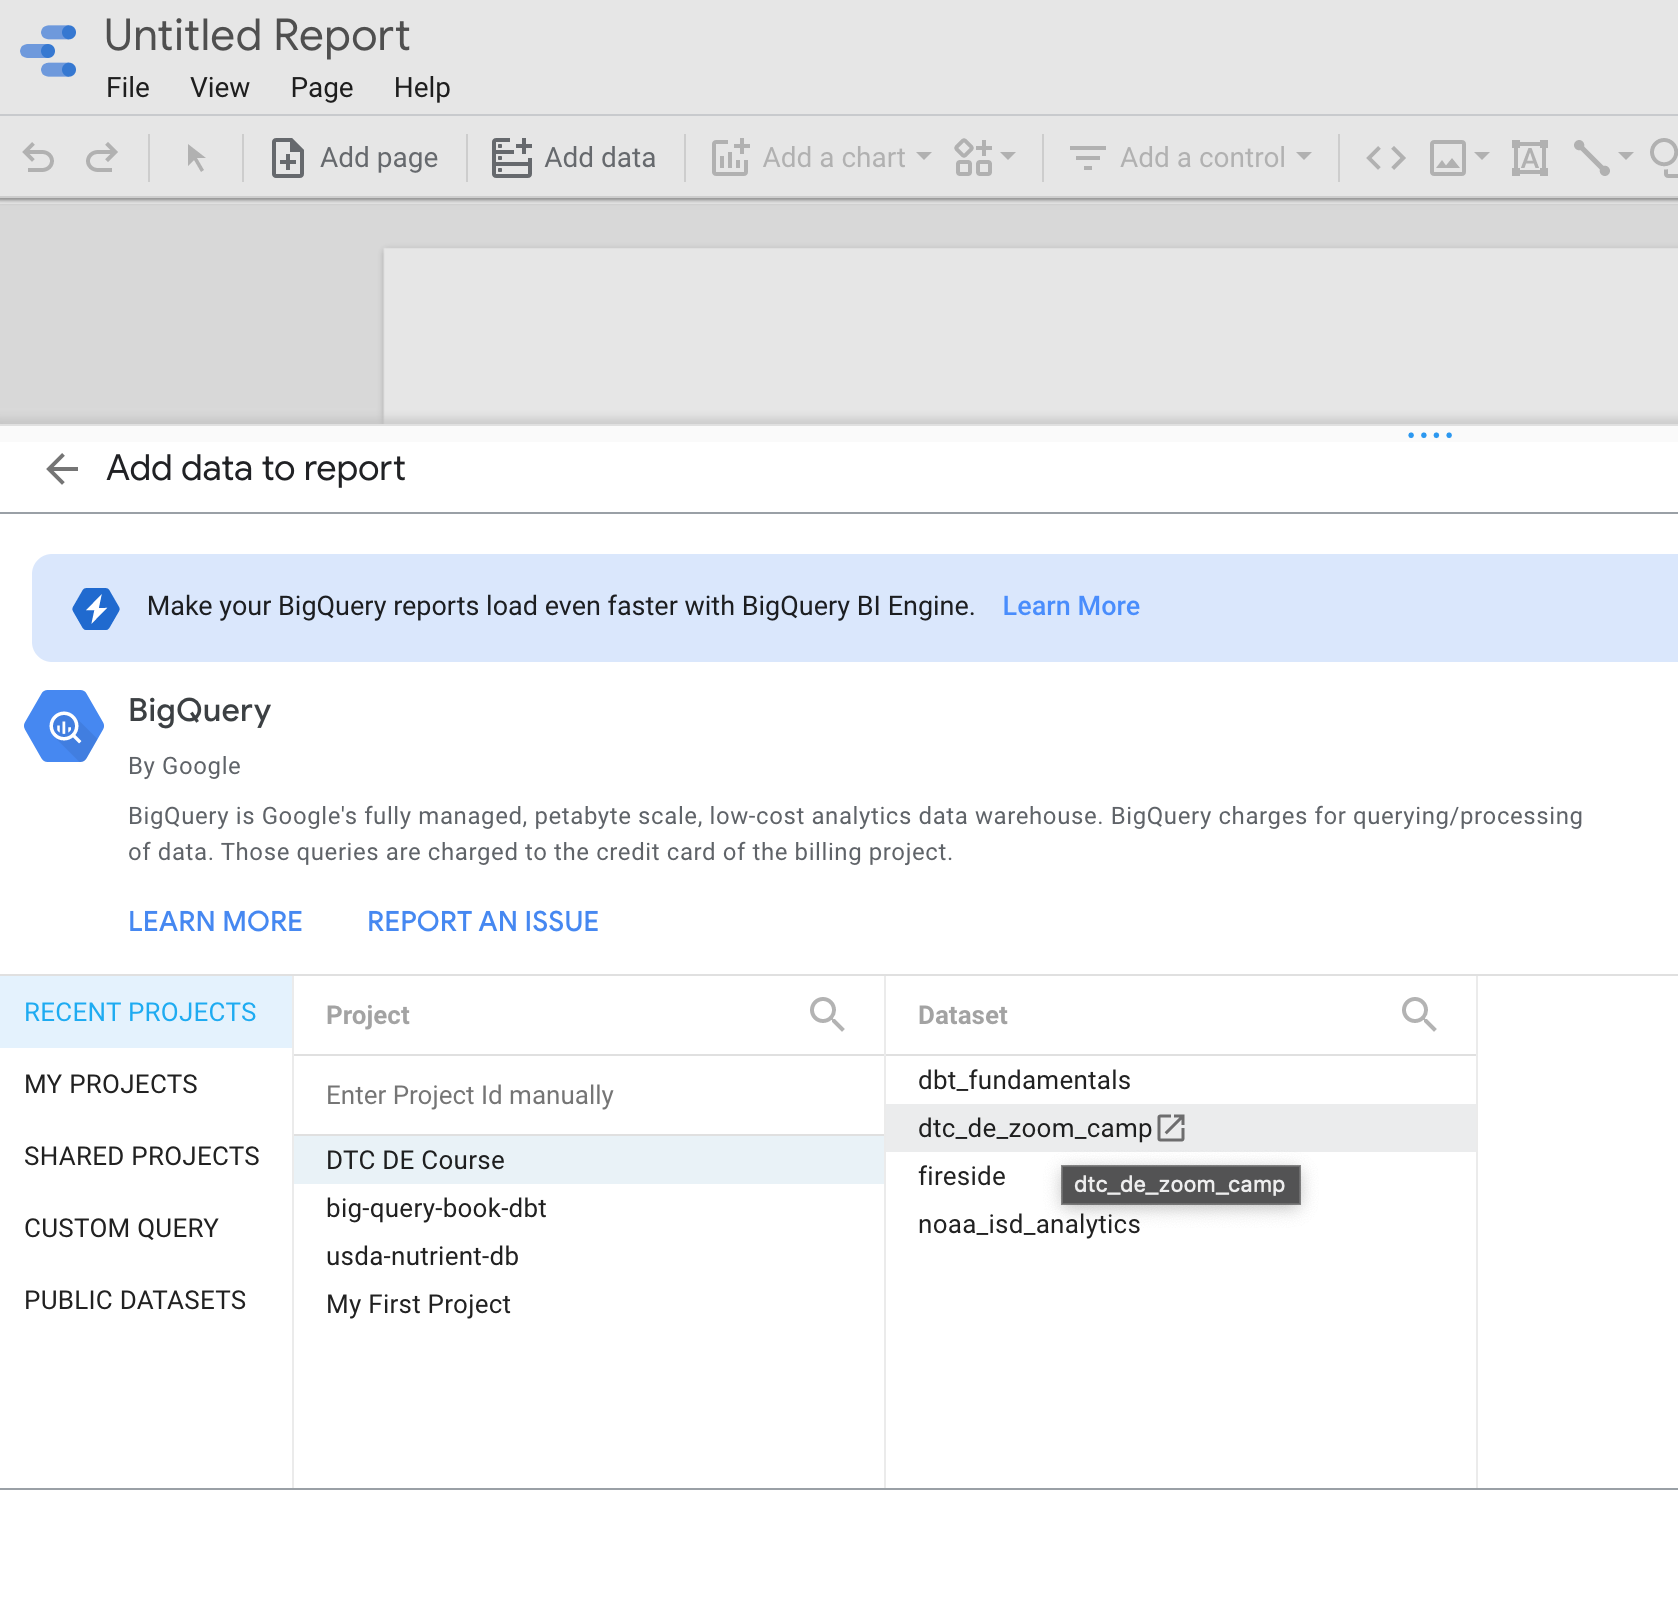 Untitled Report
File View Page Help
Add page Add data Add a chart Add a control
Add data to report
Make your BigQuery reports load even faster with BigQuery BI Engine. Learn More
BigQuery
By Google
BigQuery is Google's fully managed, petabyte scale, low-cost analytics data warehouse. BigQuery charges for querying/processing
of data. Those queries are charged to the credit card of the billing project.
LEARN MORE REPORT AN ISSUE
RECENT PROJECTS
MY PROJECTS
SHARED PROJECTS
CUSTOM QUERY
PUBLIC DATASETS
Project
Enter Project Id manually
DTC DE Course
big-query-book-dbt
usda-nutrient-db
My First Project
Dataset
dbt_fundamentals
dtc_de_zoom_camp
fireside
dtc_de_zoom_camp
noaa_isd_analytics